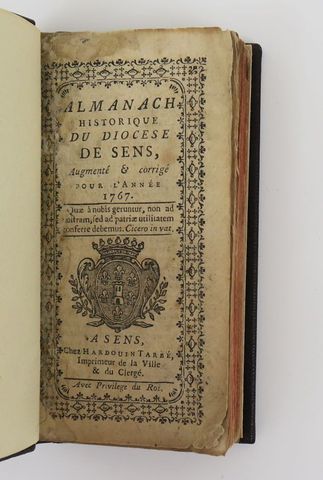 ALMANACH
HISTORIQUE
DU DIOCESE
DE SENS,
Augmenté & corrigé
POUR L'ANNÉE
1767.
Quæ à nobis geruntur, non ad
nostram, sed ad patriæ utilitatem
conferre debemus. Cicero in vat.
A SENS,
Chez HARDOUIN TARBÉ,
Imprimeur de la Ville
& du Clergé.
Avec Privilege du Roi.